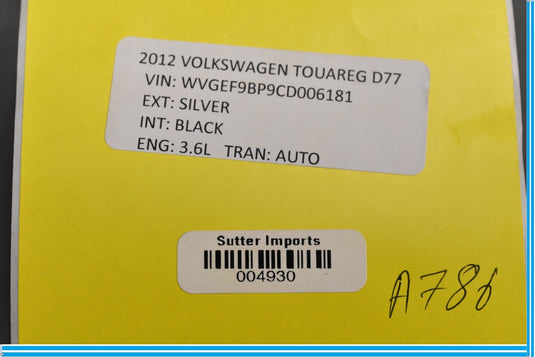 2012 VOLKSWAGEN TOUAREG D77
VIN: WVGEF9BP9CD006181
EXT: SILVER
INT: BLACK
ENG: 3.6L TRAN: AUTO
Sutter Imports
004930
A786